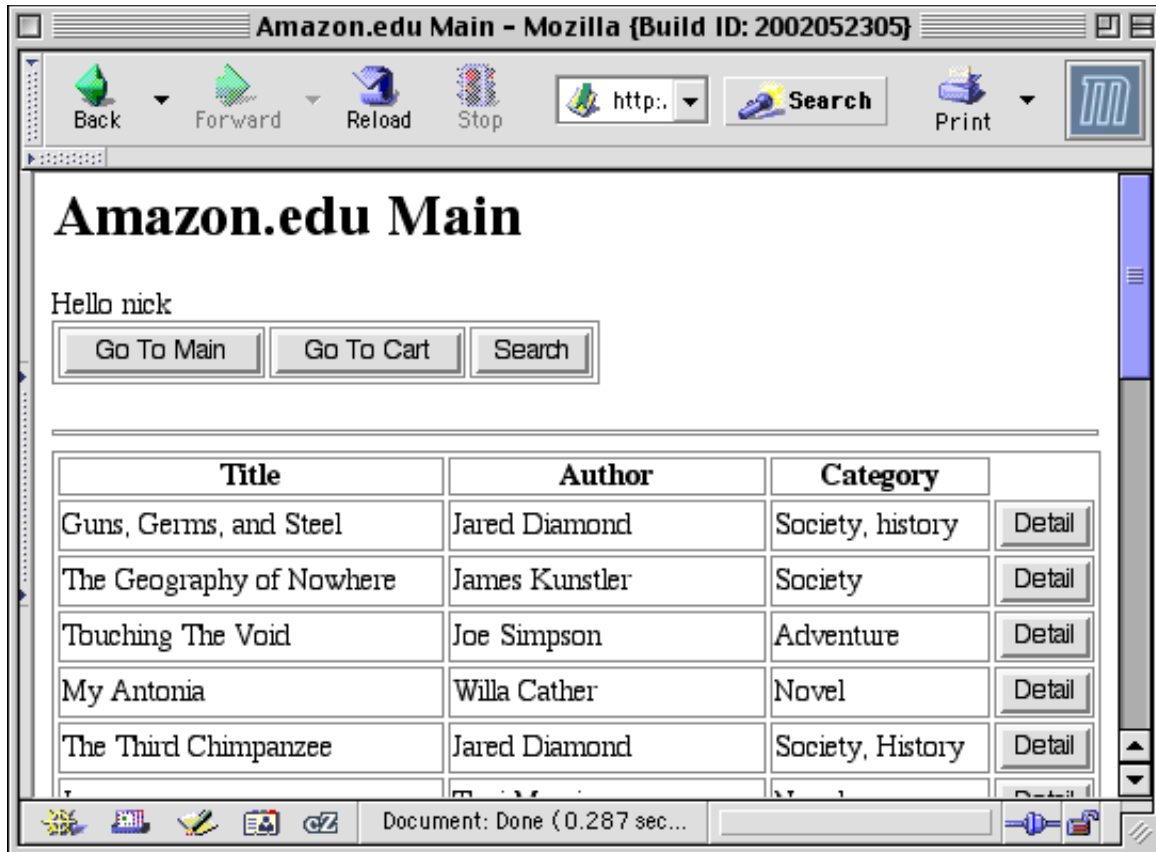 Amazon.edu Main - Mozilla {Build ID: 2002052305}
Back Forward Reload Stop http:. Search Print
Amazon.edu Main
Hello nick
Go To Main Go To Cart Search
Title Author Category
Guns, Germs, and Steel Jared Diamond Society, history Detail
The Geography of Nowhere James Kunstler Society Detail
Touching The Void Joe Simpson Adventure Detail
My Antonia Willa Cather Novel Detail
The Third Chimpanzee Jared Diamond Society, History Detail
Document: Done (0.287 sec...